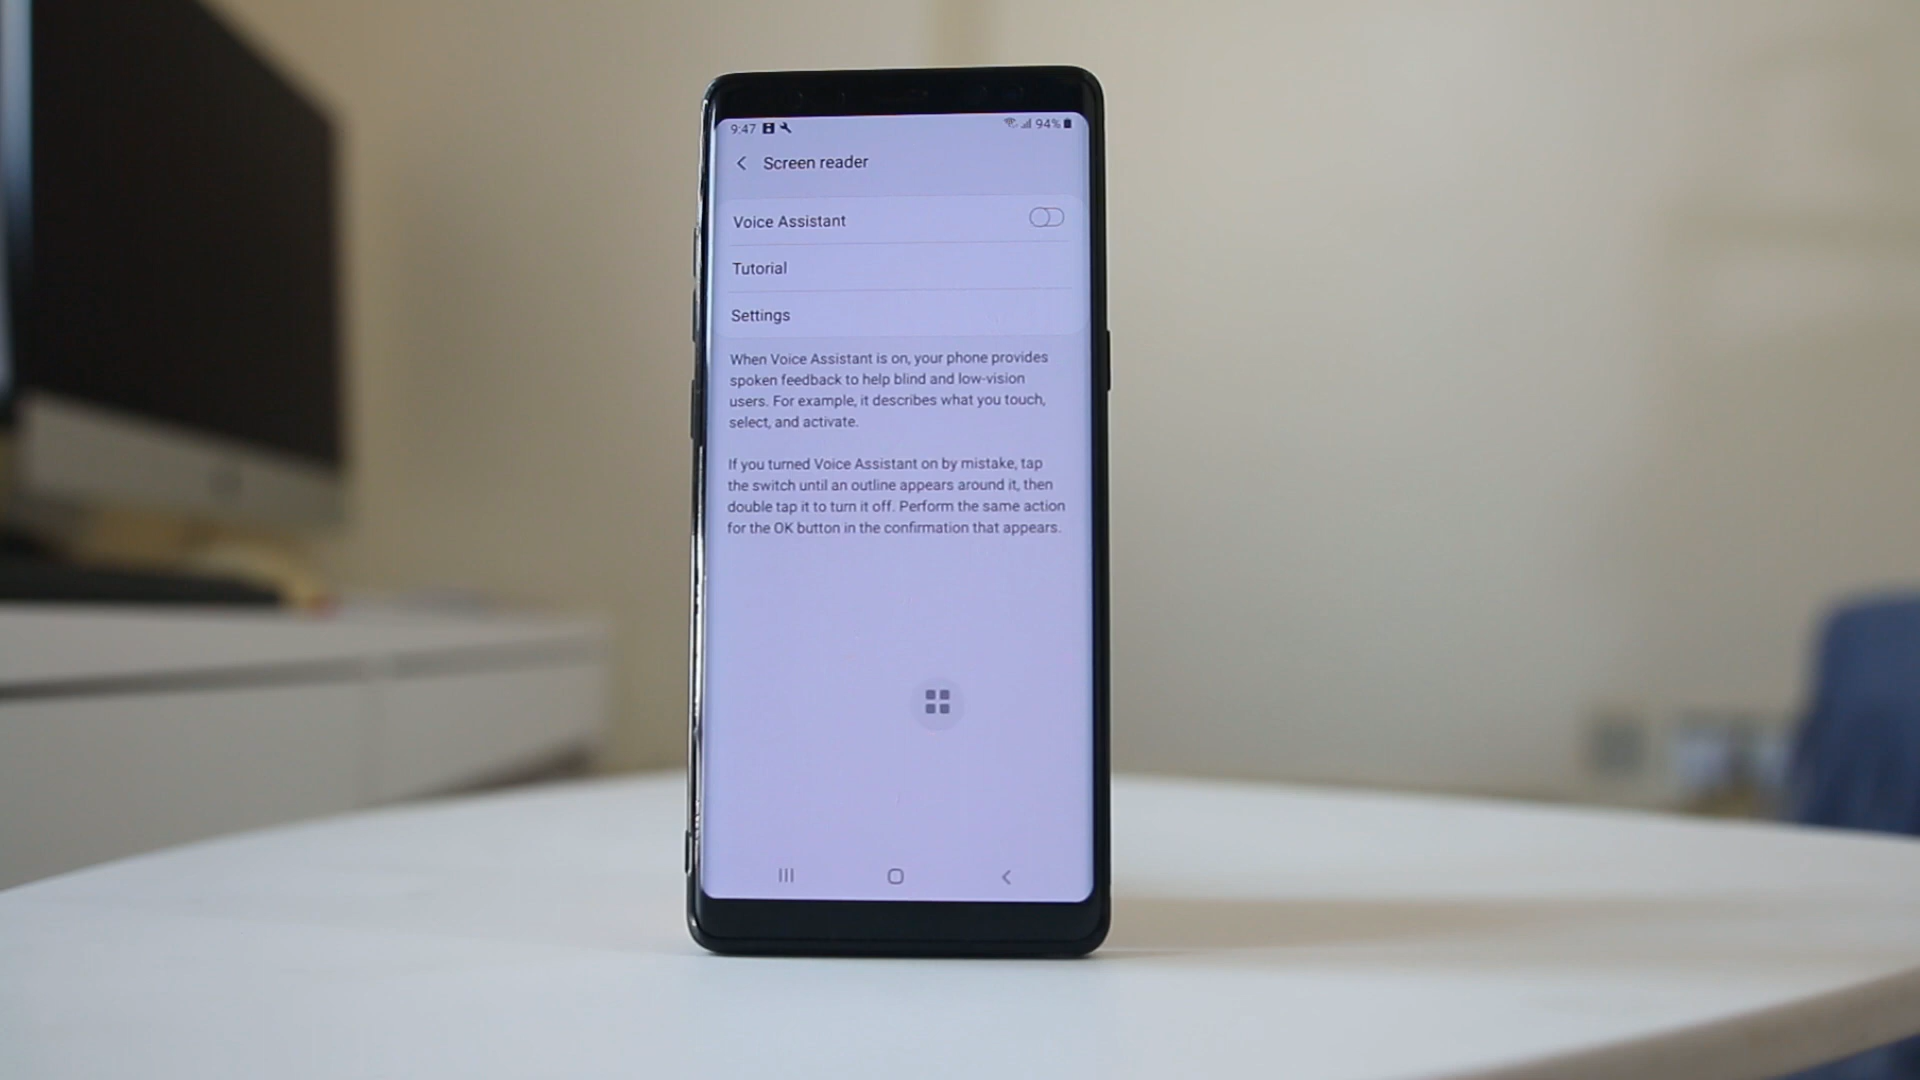 9:47 94%
Screen reader
Voice Assistant
Tutorial
Settings
When Voice Assistant is on, your phone provides
spoken feedback to help blind and low-vision
users. For example, it describes what you touch,
select, and activate.
If you turned Voice Assistant on by mistake, tap
the switch until an outline appears around it, then
double tap it to turn it off. Perform the same action
for the OK button in the confirmation that appears.